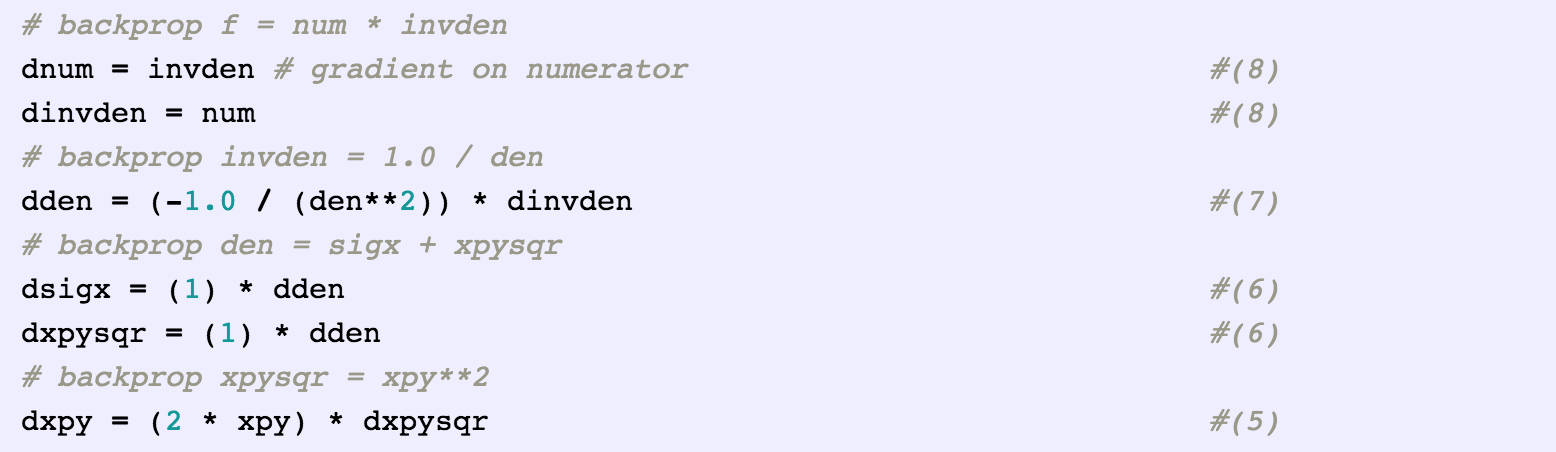 # backprop f = num * invden
dnum = invden # gradient on numerator #(8)
dinvden = num #(8)
# backprop invden = 1.0 / den
dden = (-1.0 / (den**2)) * dinvden #(7)
# backprop den = sigx + xpysqr
dsigx = (1) * dden #(6)
dxpysqr = (1) * dden #(6)
# backprop xpysqr = xpy**2
dxpy = (2 * xpy) * dxpysqr #(5)